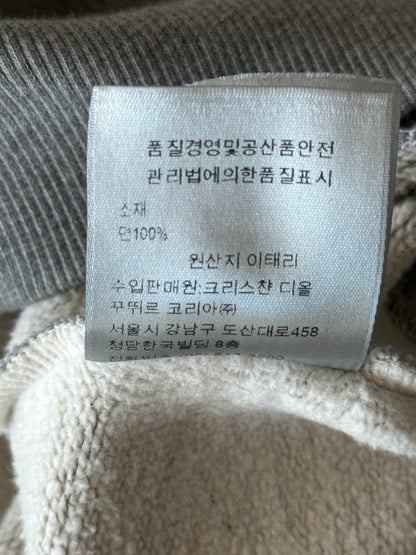 품질경영및공산품안전
관리법에의한품질표시
소재
면100%
원산지 이태리
수입판매원:크리스챤 디올
꾸뛰르 코리아㈜
서울시 강남구 도산대로458
청담한국빌딩 8층